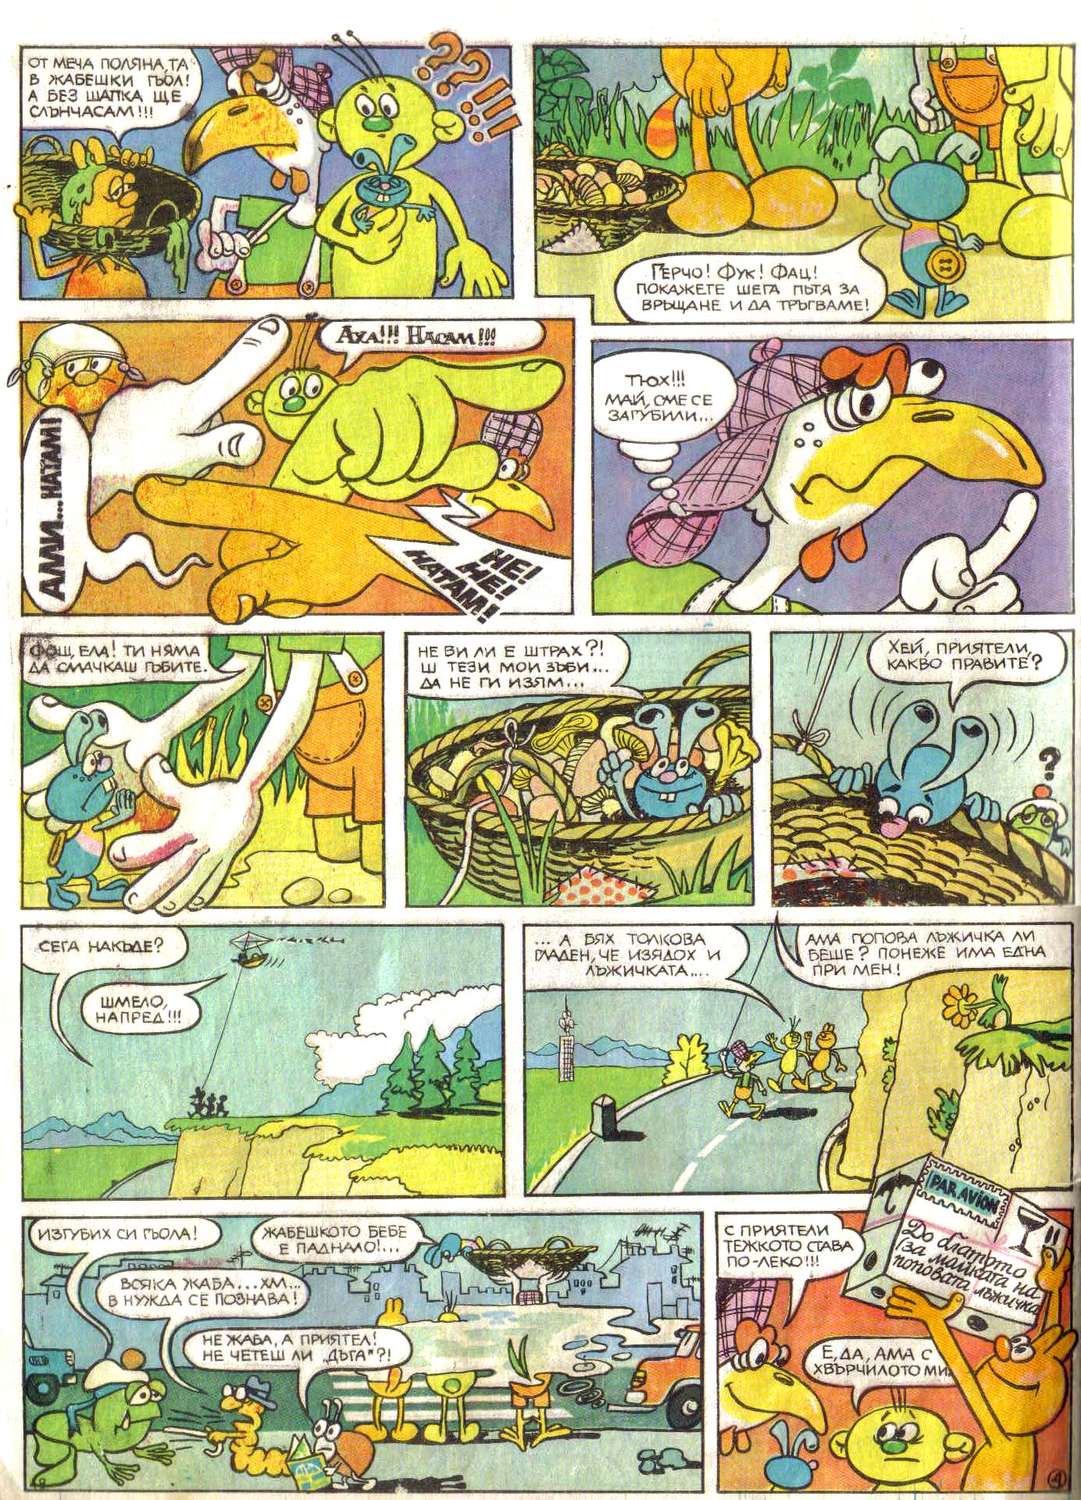 ОТ МЕЧА ПОЛЯНА, ТА
В ЖАБЕШКИ ГЬОЛ!
А БЕЗ ШАПКА ЩЕ
СЛЪНЧАСАМ!!!
???!!!
ГЕРЧО! ФУК! ФАЦ!
ПОКАЖЕТЕ ШЕГА ПЪТЯ ЗА
ВРЪЩАНЕ И ДА ТРЪГВАМЕ!
АМИ... НАТАМ!
АХА!!! НАСАМ!!!
НЕ!
НЕ!
НАТАМ!
ТЮХ!!!
МАЙ, СМЕ СЕ
ЗАГУБИЛИ...
ФОЩ, ЕЛА! ТИ НЯМА
ДА СМАЧКАШ ГЪБИТЕ.
НЕ ВИ ЛИ Е ШТРАХ?!
Ш ТЕЗИ МОИ ЗЪБИ...
ДА НЕ ГИ ИЗЯМ...
ХЕЙ, ПРИЯТЕЛИ,
КАКВО ПРАВИТЕ?
?
СЕГА НАКЪДЕ?
ШМЕЛО,
НАПРЕД!!!
... А БЯХ ТОЛКОВА
ГЛАДЕН, ЧЕ ИЗЯДОХ И
ЛЪЖИЧКАТА....
АМА ПОПОВА ЛЪЖИЧКА ЛИ
БЕШЕ? ПОНЕЖЕ ИМА ЕДНА
ПРИ МЕН!
ИЗГУБИХ СИ ГЬОЛА!
ЖАБЕШКОТО БЕБЕ
Е ПАДНАЛО!...
ВСЯКА ЖАБА... ХМ...
В НУЖДА СЕ ПОЗНАВА!
НЕ ЖАБА, А ПРИЯТЕЛ!
НЕ ЧЕТЕШ ЛИ „ДЪГА"?!
С ПРИЯТЕЛИ
ТЕЖКОТО СТАВА
ПО-ЛЕКО!!!
PAR AVION
До блатото
/за майката на
поповата лъжичка
Е, ДА, АМА С
ХВЪРЧИЛОТО МИ
4